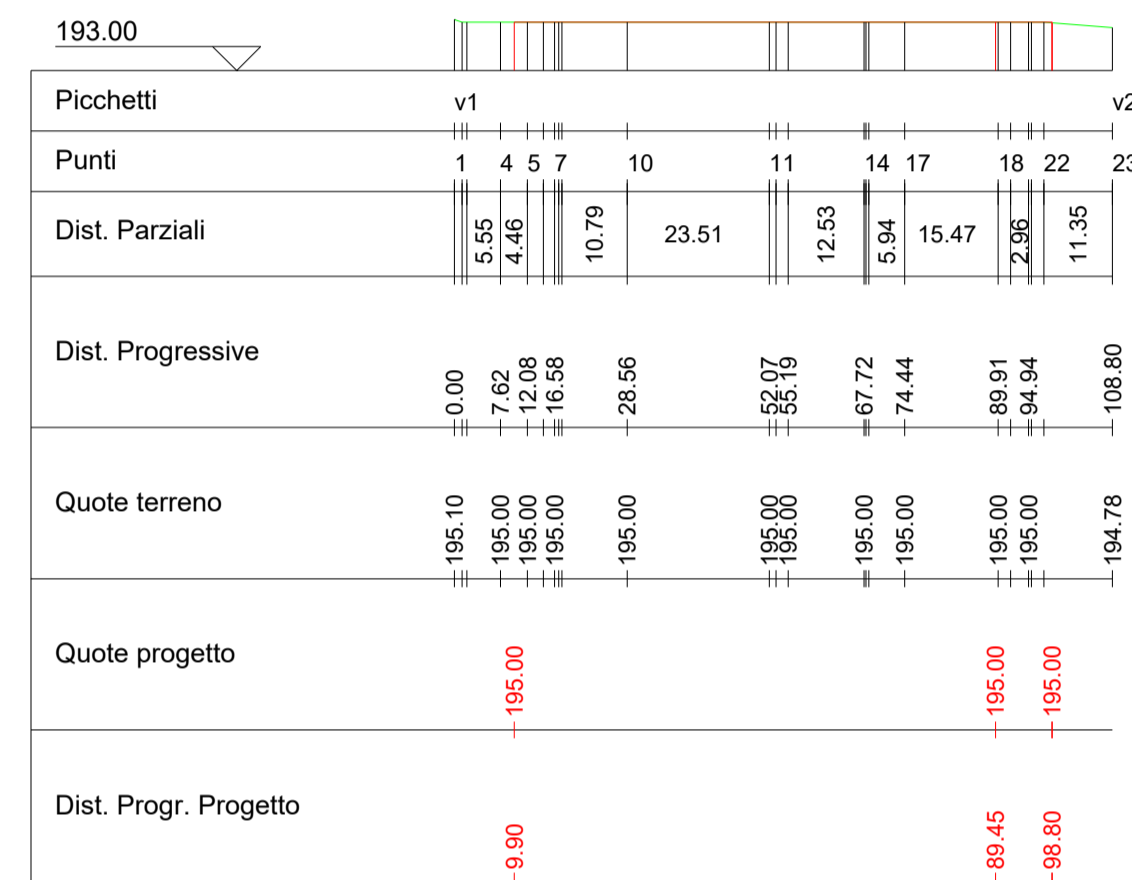 193.00
Picchetti v1 v2
Punti 1 4 5 7 10 11 14 17 18 22 23
Dist. Parziali 5.55 4.46 10.79 23.51 12.53 5.94 15.47 2.96 11.35
Dist. Progressive 0.00 7.62 12.08 16.58 28.56 52.07 55.19 67.72 74.44 89.91 94.94 108.80
Quote terreno 195.10 195.00 195.00 195.00 195.00 195.00 195.00 195.00 195.00 195.00 195.00 194.78
Quote progetto 195.00 195.00 195.00
Dist. Progr. Progetto 9.90 89.45 98.80